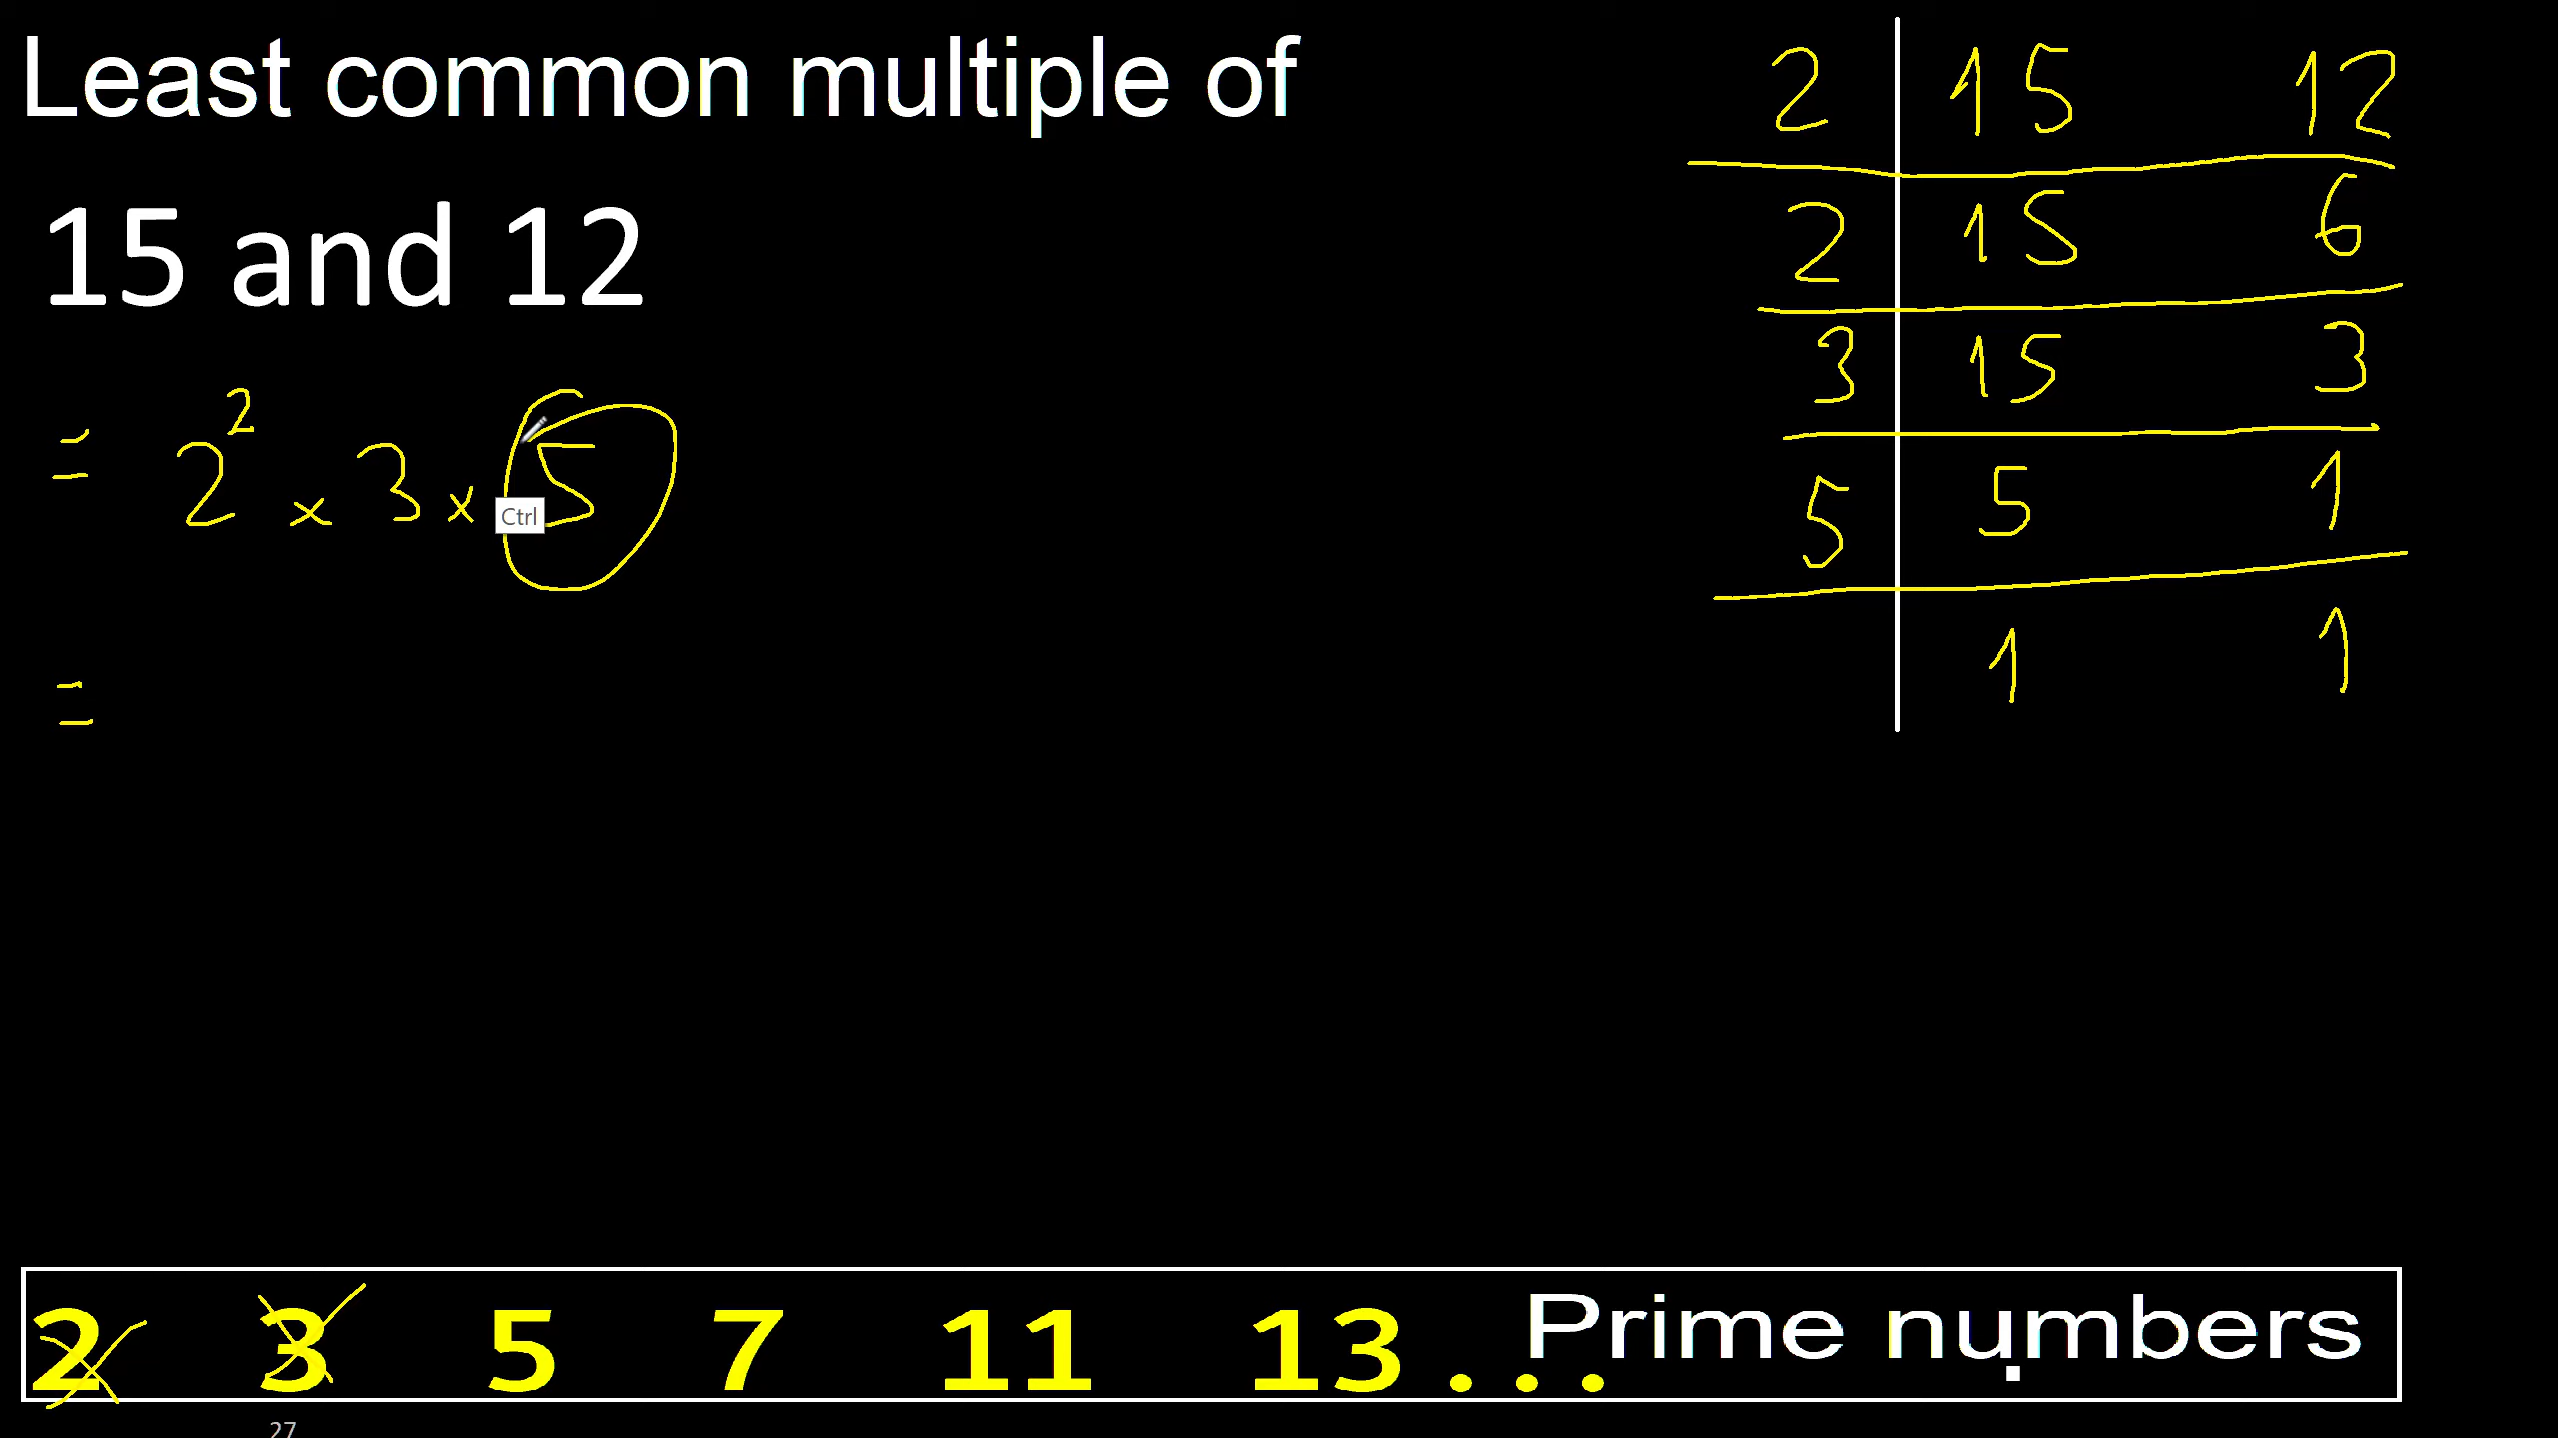 Least common multiple of
15 and 12
= 2² × 3 × 5
Ctrl
=
2 15 12
2 15 6
3 15 3
5 5 1
1 1
2 3 5 7 11 13 . . . Prime numbers
27